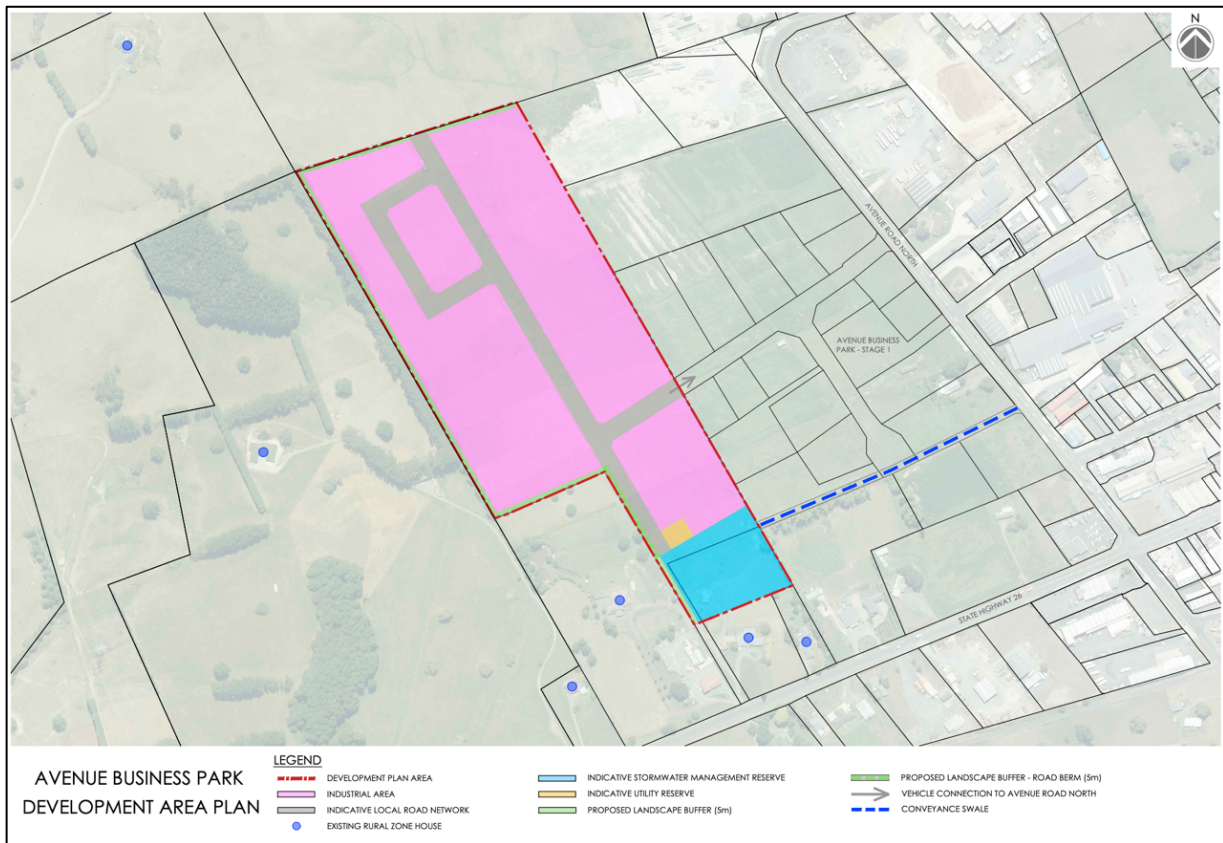 N
AVENUE ROAD NORTH
AVENUE BUSINESS
PARK - STAGE 1
STATE HIGHWAY 26
AVENUE BUSINESS PARK
DEVELOPMENT AREA PLAN
LEGEND
DEVELOPMENT PLAN AREA
INDUSTRIAL AREA
INDICATIVE LOCAL ROAD NETWORK
EXISTING RURAL ZONE HOUSE
INDICATIVE STORMWATER MANAGEMENT RESERVE
INDICATIVE UTILITY RESERVE
PROPOSED LANDSCAPE BUFFER (5m)
PROPOSED LANDSCAPE BUFFER - ROAD BERM (5m)
VEHICLE CONNECTION TO AVENUE ROAD NORTH
CONVEYANCE SWALE